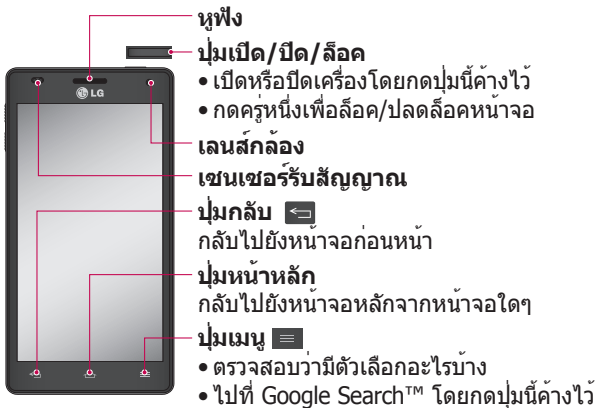 หูฟัง
ปุ่มเปิด/ปิด/ล็อค
• เปิดหรือปิดเครื่องโดยกดปุ่มนี้ค้างไว้
• กดครู่หนึ่งเพื่อล็อค/ปลดล็อคหน้าจอ
LG
เลนส์กล้อง
เซนเซอร์รับสัญญาณ
ปุ่มกลับ
กลับไปยังหน้าจอก่อนหน้า
ปุ่มหน้าหลัก
กลับไปยังหน้าจอหลักจากหน้าจอใดๆ
ปุ่มเมนู
• ตรวจสอบว่ามีตัวเลือกอะไรบ้าง
• ไปที่ Google Search™ โดยกดปุ่มนี้ค้างไว้